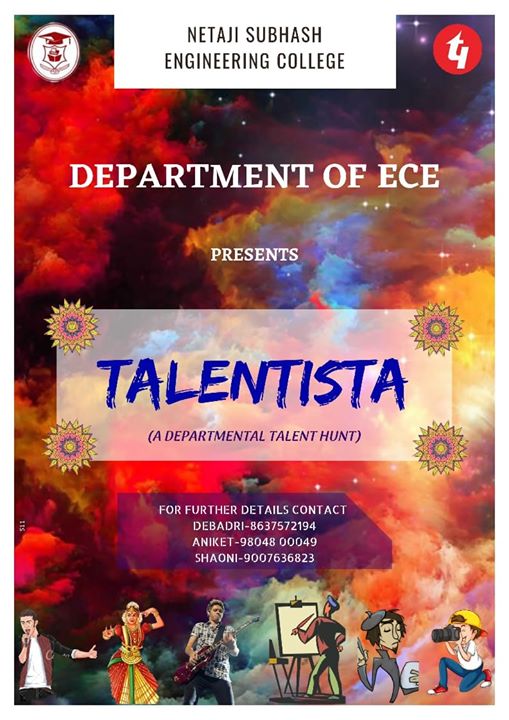 NETAJI SUBHASH
ENGINEERING COLLEGE
DEPARTMENT OF ECE
PRESENTS
TALENTISTA
(A DEPARTMENTAL TALENT HUNT)
FOR FURTHER DETAILS CONTACT
DEBADRI-8637572194
ANIKET-98048 00049
SHAONI-9007636823